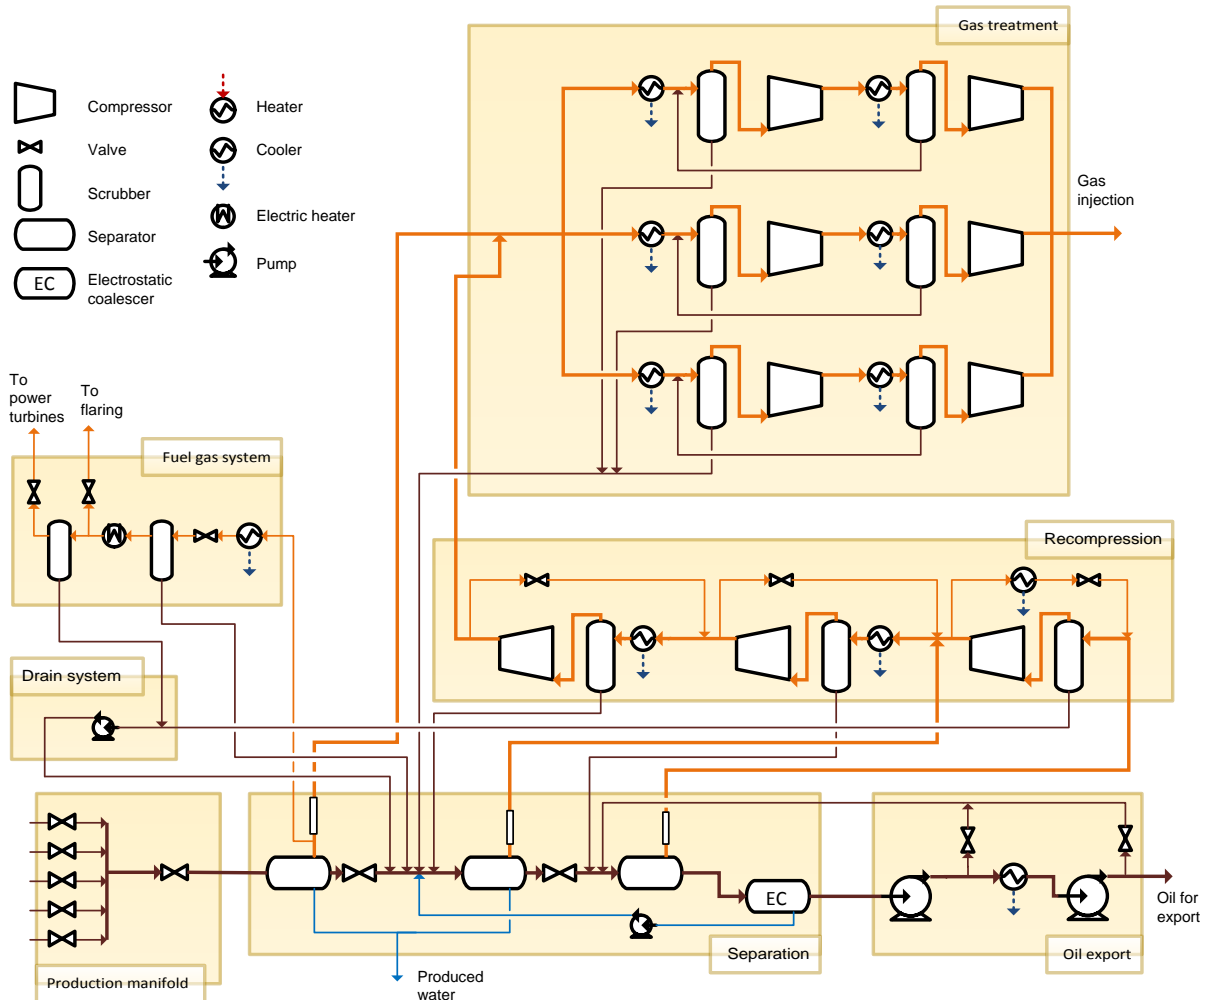 Gas treatment
Compressor
Heater
Valve
Cooler
Scrubber
Electric heater
Separator
Pump
EC
Electrostatic
coalescer
Gas
injection
To
power
turbines
To
flaring
Fuel gas system
Recompression
Drain system
EC
Oil for
export
Separation
Oil export
Production manifold
Produced
water